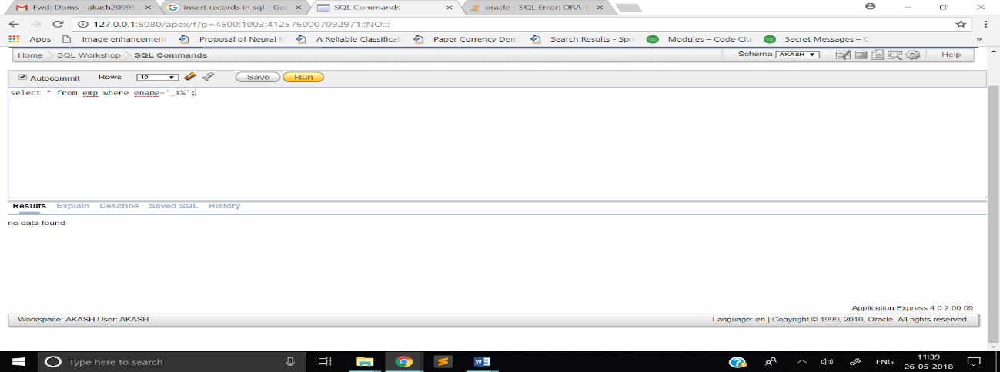 Fwd: Dbms - akash20995
insert records in sql - Goo
SQL Commands
oracle - SQL Error: ORA-0
127.0.0.1:8080/apex/f?p=4500:1003:4125760007092971::NO:::
Apps Image enhancement Proposal of Neural R A Reliable Classificat Paper Currency Deno Search Results - Spri Modules – Code Clu Secret Messages – C »
Home SQL Workshop SQL Commands Schema AKASH Help
Autocommit Rows 10 Save Run
select * from emp where ename='_I%';
Results Explain Describe Saved SQL History
no data found
Application Express 4.0.2.00.09
Workspace: AKASH User: AKASH Language: en | Copyright © 1999, 2010, Oracle. All rights reserved.
Type here to search ENG 11:39
26-05-2018